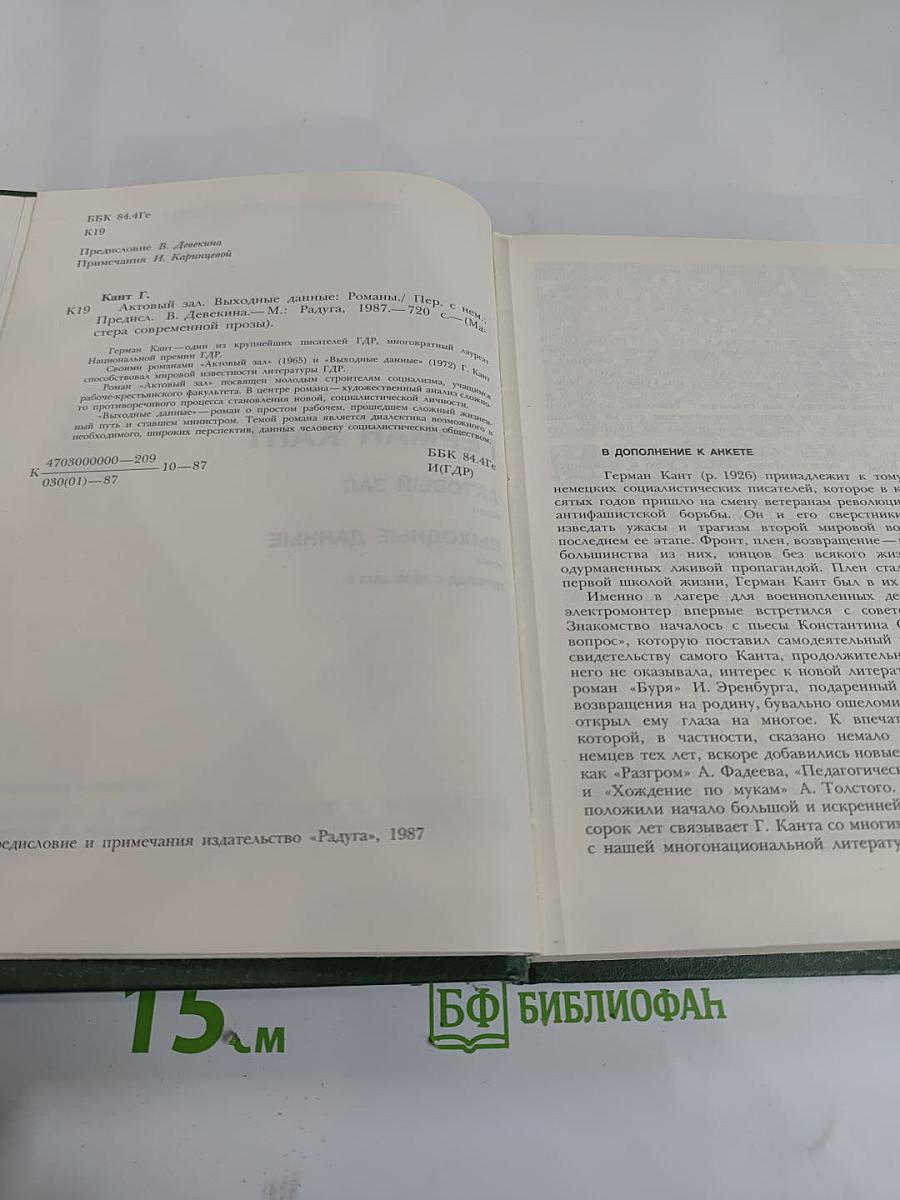 ББК 84.4Ге
К19
Предисловие В. Девекина
Примечания И. Каринцевой
Кант Г.
К19 Актовый зал. Выходные данные: Романы./ Пер. с нем.;
Предисл. В. Девекина.— М.: Радуга, 1987.— 720 с.— (Ма-
стера современной прозы).
Герман Кант — один из крупнейших писателей ГДР, многократный лауреат
Национальной премии ГДР.
Своими романами «Актовый зал» (1965) и «Выходные данные» (1972) Г. Кант
способствовал мировой известности литературы ГДР.
Роман «Актовый зал» посвящен молодым строителям социализма, учащимся
рабоче-крестьянского факультета. В центре романа — художественный анализ сложно-
го противоречивого процесса становления новой, социалистической личности.
«Выходные данные» — роман о простом рабочем, прошедшем сложный жизнен-
ный путь и ставшем министром. Темой романа является диалектика возможного и
необходимого, широких перспектив, данных человеку социалистическим обществом.
К 4703000000—209
030(01)—87
10—87
ББК 84.4Ге
И(ГДР)
редисловие и примечания издательство «Радуга», 1987
В ДОПОЛНЕНИЕ К АНКЕТЕ
Герман Кант (р. 1926) принадлежит к тому
немецких социалистических писателей, которое в к
сятых годов пришло на смену ветеранам революци
антифашистской борьбы. Он и его сверстники
изведать ужасы и трагизм второй мировой во
последнем ее этапе. Фронт, плен, возвращение —
большинства из них, юнцов без всякого жиз
одурманенных лживой пропагандой. Плен стал
первой школой жизни, Герман Кант был в их
Именно в лагере для военнопленных де
электромонтер впервые встретился с совет
Знакомство началось с пьесы Константина С
вопрос», которую поставил самодеятельный
свидетельству самого Канта, продолжительн
него не оказывала, интерес к новой литерат
роман «Буря» И. Эренбурга, подаренный
возвращения на родину, бувально ошеломи
открыл ему глаза на многое. К впечат
которой, в частности, сказано немало
немцев тех лет, вскоре добавились новые
как «Разгром» А. Фадеева, «Педагогическ
и «Хождение по мукам» А. Толстого.
положили начало большой и искренней
сорок лет связывает Г. Канта со многим
с нашей многонациональной литерату
15 см
БФ БИБЛИОФАН